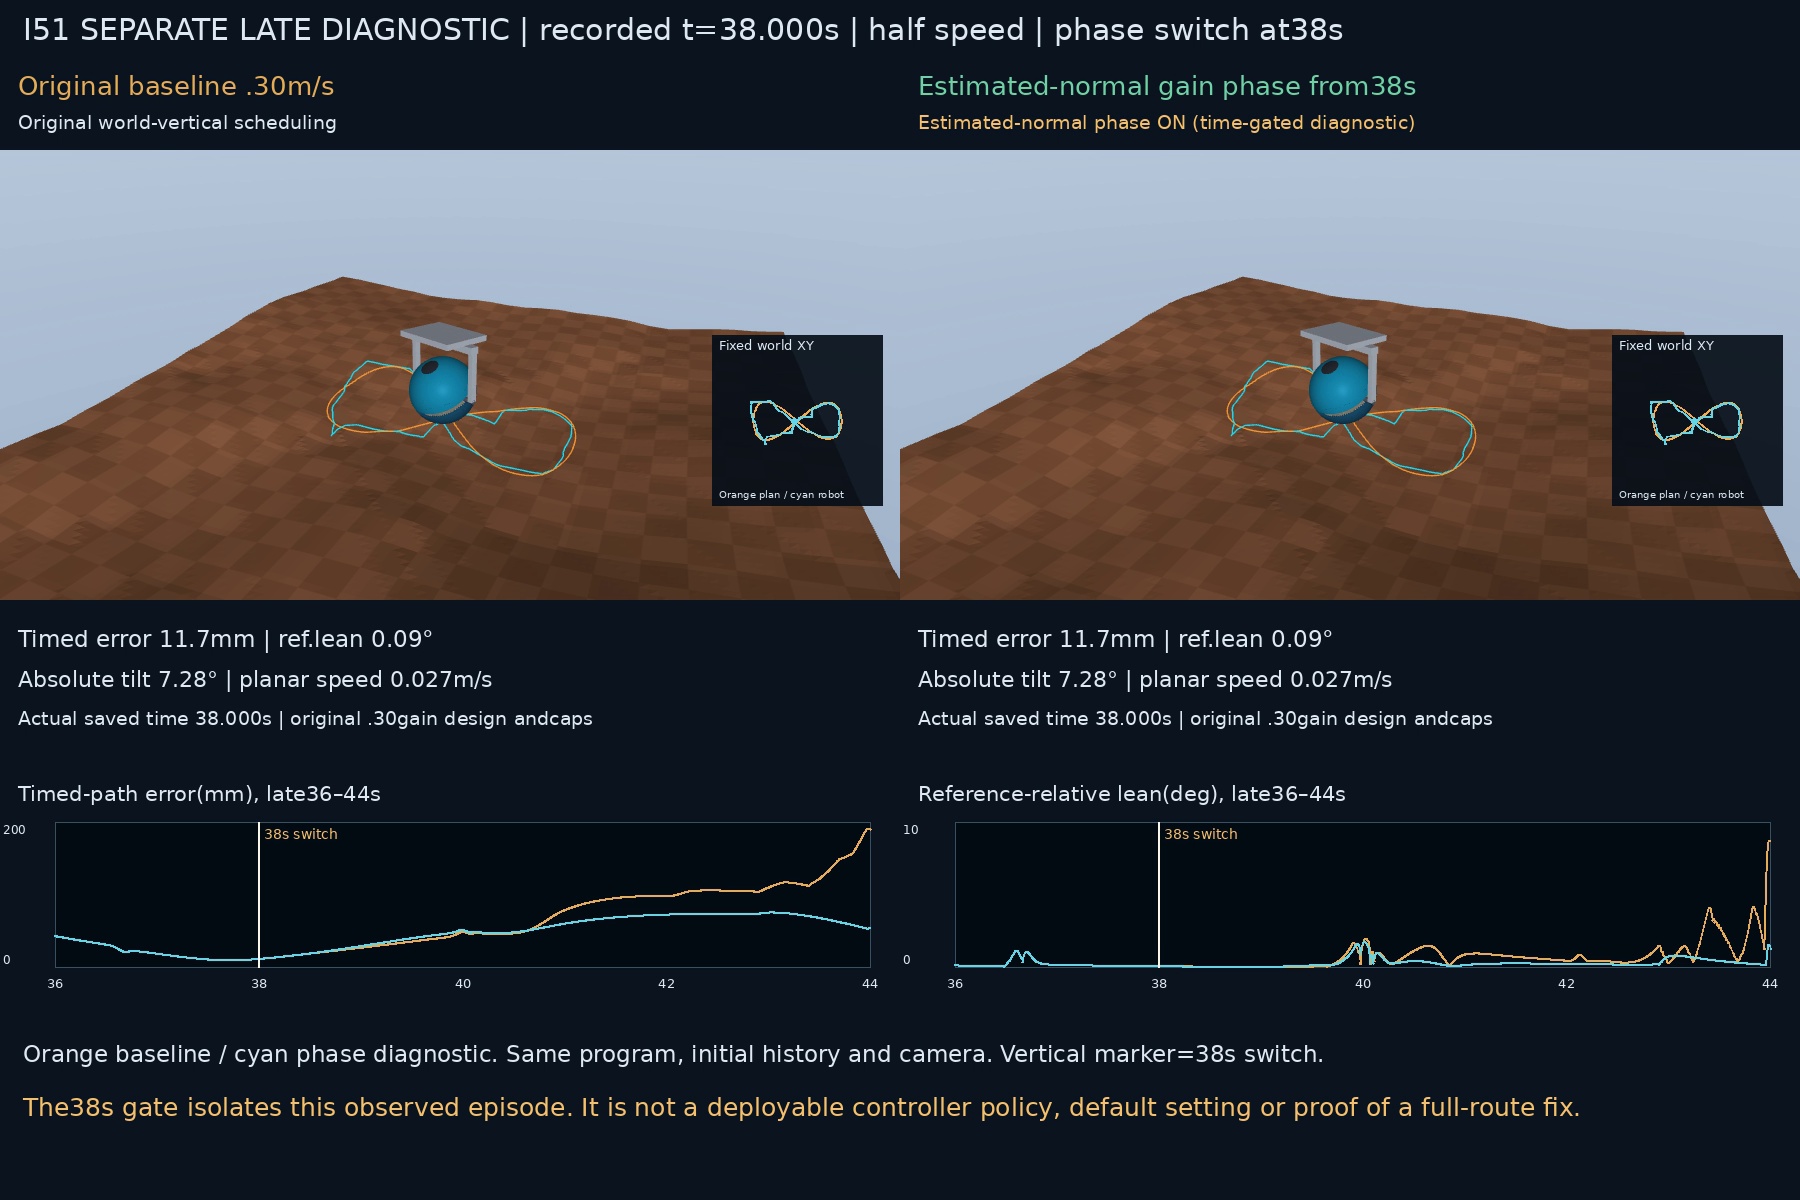 I51 SEPARATE LATE DIAGNOSTIC | recorded t=38.000s | half speed | phase switch at38s
Original baseline .30m/s
Original world-vertical scheduling
Estimated-normal gain phase from38s
Estimated-normal phase ON (time-gated diagnostic)
Fixed world XY
Orange plan / cyan robot
Fixed world XY
Orange plan / cyan robot
Timed error 11.7mm | ref.lean 0.09°
Absolute tilt 7.28° | planar speed 0.027m/s
Actual saved time 38.000s | original .30gain design andcaps
Timed error 11.7mm | ref.lean 0.09°
Absolute tilt 7.28° | planar speed 0.027m/s
Actual saved time 38.000s | original .30gain design andcaps
Timed-path error(mm), late36–44s
200
38s switch
0
36 38 40 42 44
Reference-relative lean(deg), late36–44s
10
38s switch
0
36 38 40 42 44
Orange baseline / cyan phase diagnostic. Same program, initial history and camera. Vertical marker=38s switch.
The38s gate isolates this observed episode. It is not a deployable controller policy, default setting or proof of a full-route fix.